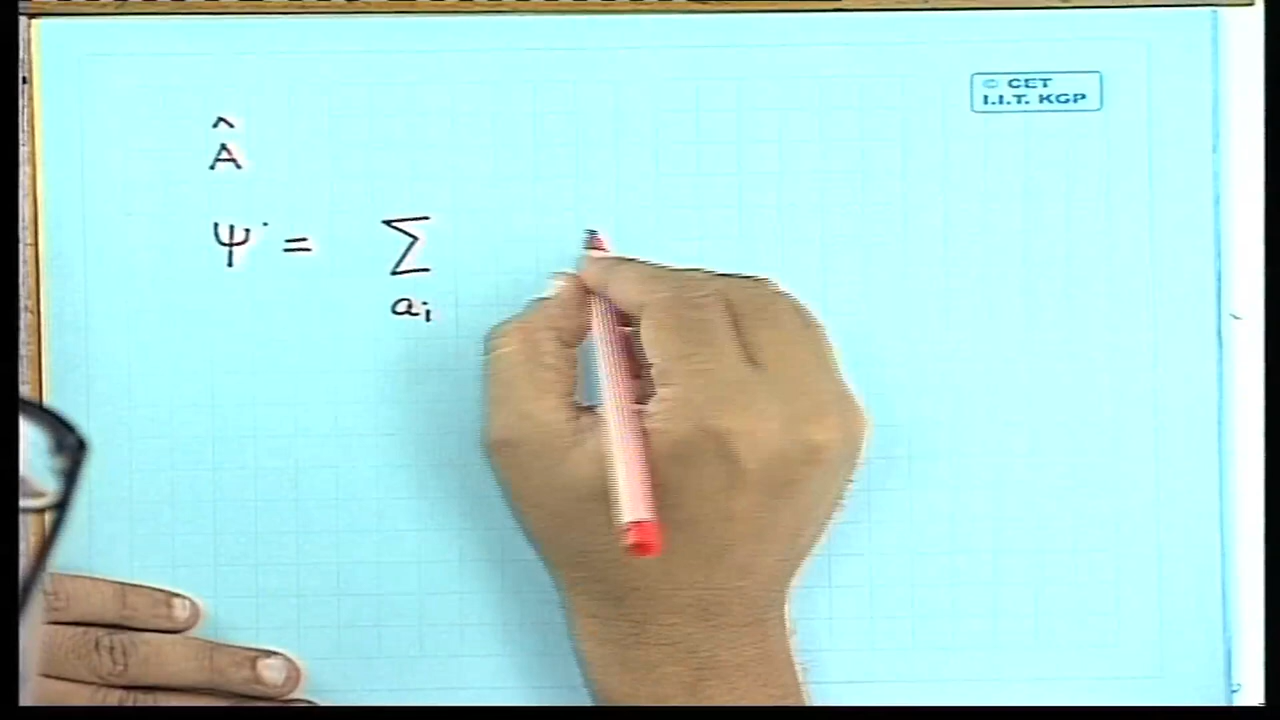 © CET
I.I.T. KGP
Â
ψ = Σ
aᵢ